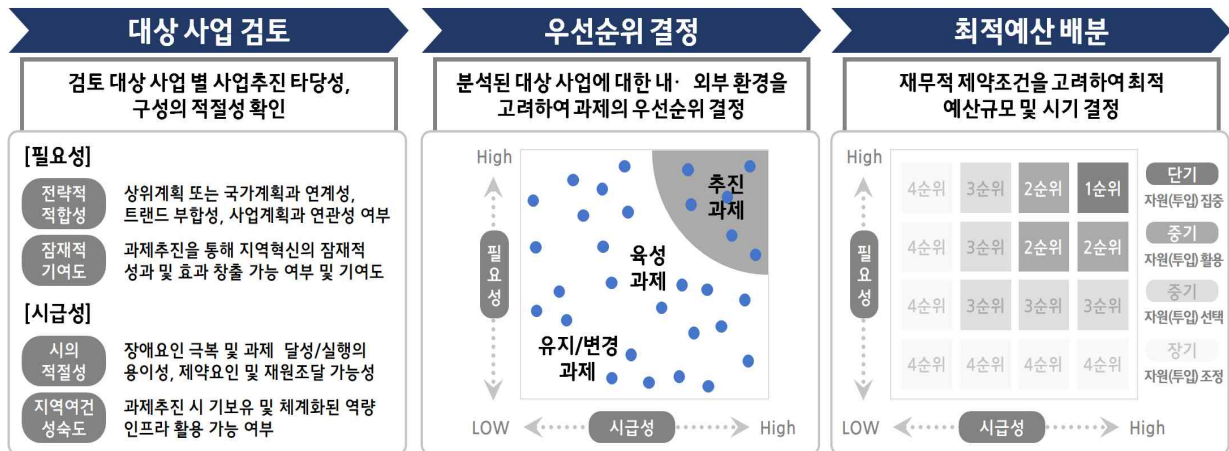 대상 사업 검토
검토 대상 사업 별 사업추진 타당성,
구성의 적절성 확인
[필요성]
전략적
적합성
상위계획 또는 국가계획과 연계성,
트랜드 부합성, 사업계획과 연관성 여부
잠재적
기여도
과제추진을 통해 지역혁신의 잠재적
성과 및 효과 창출 가능 여부 및 기여도
[시급성]
시의
적절성
장애요인 극복 및 과제 달성/실행의
용이성, 제약요인 및 재원조달 가능성
지역여건
성숙도
과제추진 시 기보유 및 체계화된 역량
인프라 활용 가능 여부
우선순위 결정
분석된 대상 사업에 대한 내· 외부 환경을
고려하여 과제의 우선순위 결정
High
필요성
추진
과제
육성
과제
유지/변경
과제
LOW
시급성
High
최적예산 배분
재무적 제약조건을 고려하여 최적
예산규모 및 시기 결정
High
필요성
4순위 3순위 2순위 1순위
4순위 3순위 2순위 2순위
4순위 3순위 3순위 3순위
4순위 4순위 4순위 4순위
단기
자원(투입) 집중
중기
자원(투입) 활용
중기
자원(투입) 선택
장기
자원(투입) 조정
LOW
시급성
High